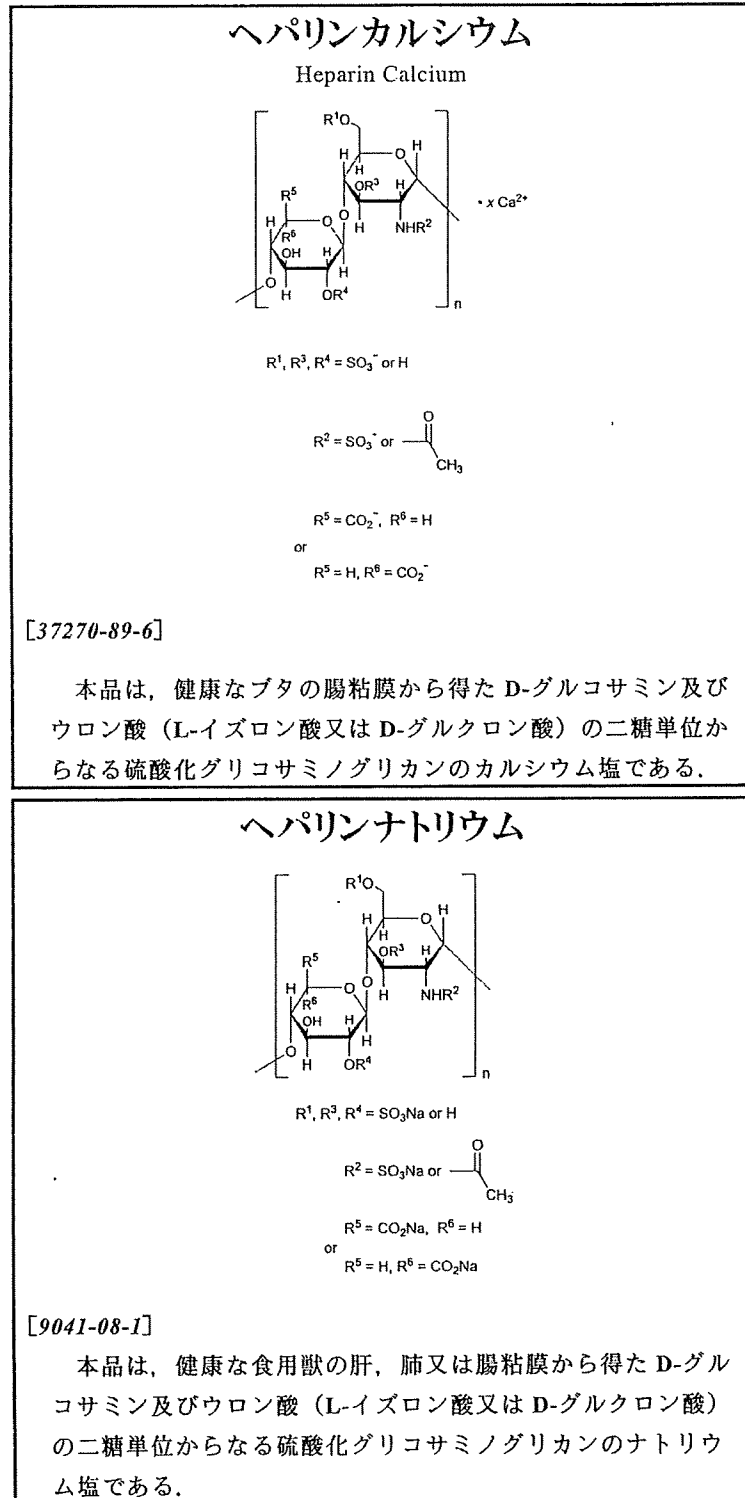 ヘパリンカルシウム
Heparin Calcium
R¹O
H
O
H
H
OR³
H
H
NHR²
O
R⁵
H
R⁶
OH
O
H
H
H
OR⁴
O
n
• x Ca²⁺
R¹, R³, R⁴ = SO₃⁻ or H
O
R² = SO₃⁻ or
CH₃
R⁵ = CO₂⁻, R⁶ = H
or
R⁵ = H, R⁶ = CO₂⁻
[37270-89-6]
本品は，健康なブタの腸粘膜から得た D-グルコサミン及び
ウロン酸（L-イズロン酸又は D-グルクロン酸）の二糖単位か
らなる硫酸化グリコサミノグリカンのカルシウム塩である．
ヘパリンナトリウム
R¹O
H
O
H
H
OR³
H
H
NHR²
O
R⁵
H
R⁶
OH
O
H
H
H
OR⁴
O
n
R¹, R³, R⁴ = SO₃Na or H
O
R² = SO₃Na or
CH₃
R⁵ = CO₂Na, R⁶ = H
or
R⁵ = H, R⁶ = CO₂Na
[9041-08-1]
本品は，健康な食用獣の肝，肺又は腸粘膜から得た D-グル
コサミン及びウロン酸（L-イズロン酸又は D-グルクロン酸）
の二糖単位からなる硫酸化グリコサミノグリカンのナトリウ
ム塩である．